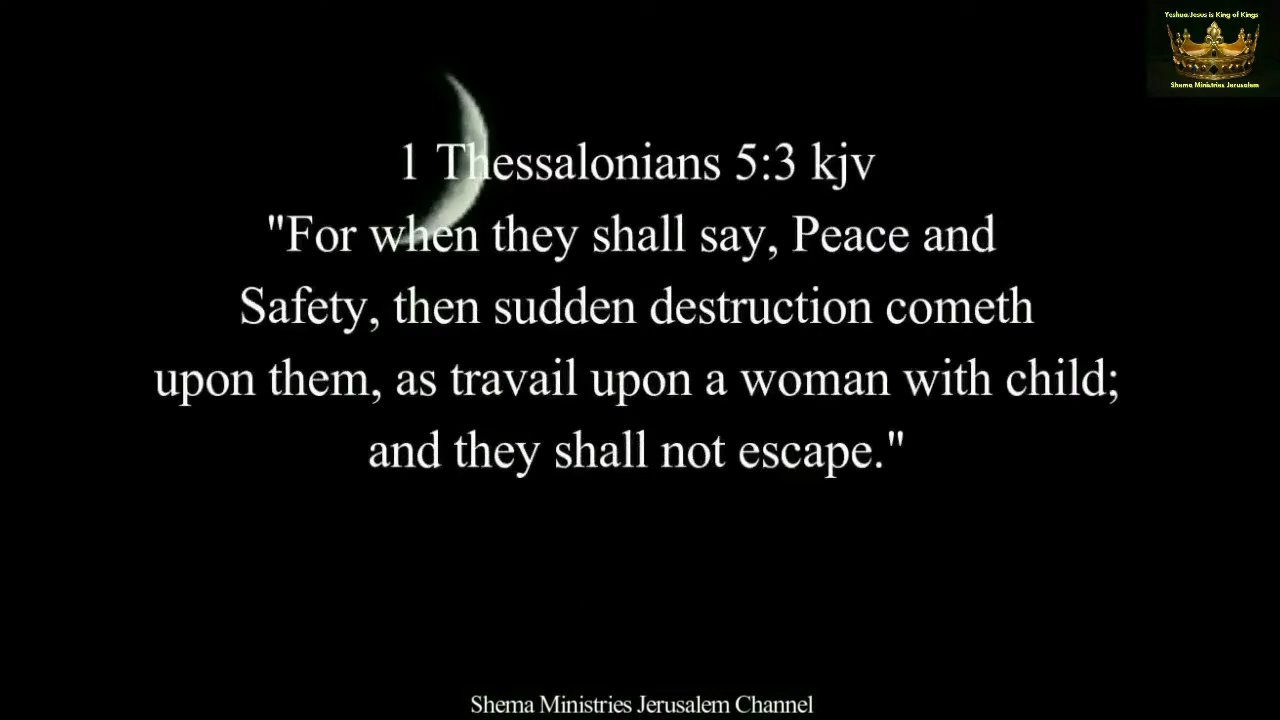 Yeshua Jesus is King of Kings
Shema Ministries Jerusalem
1 Thessalonians 5:3 kjv
"For when they shall say, Peace and
Safety, then sudden destruction cometh
upon them, as travail upon a woman with child;
and they shall not escape."
Shema Ministries Jerusalem Channel